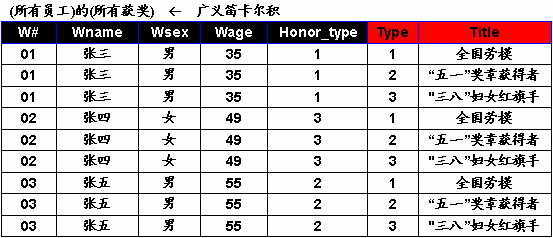 (所有员工)的(所有获奖) ← 广义笛卡尔积
W# Wname Wsex Wage Honor_type Type Title
01 张三 男 35 1 1 全国劳模
01 张三 男 35 1 2 “五一”奖章获得者
01 张三 男 35 1 3 "三八”妇女红旗手
02 张四 女 49 3 1 全国劳模
02 张四 女 49 3 2 “五一”奖章获得者
02 张四 女 49 3 3 "三八”妇女红旗手
03 张五 男 55 2 1 全国劳模
03 张五 男 55 2 2 “五一”奖章获得者
03 张五 男 55 2 3 "三八”妇女红旗手